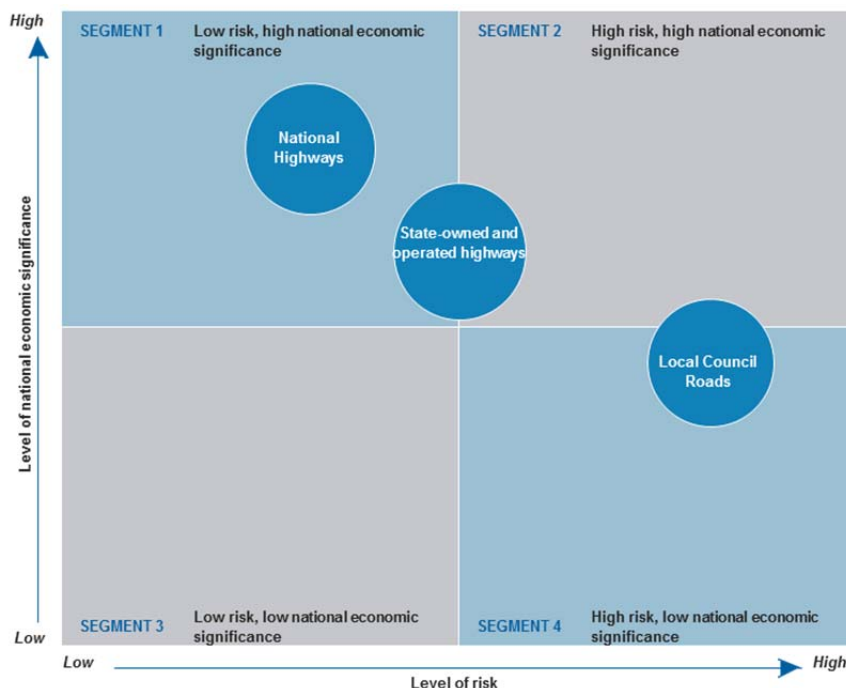 High
SEGMENT 1
Low risk, high national economic
significance
SEGMENT 2
High risk, high national economic
significance
National
Highways
State-owned and
operated highways
Local Council
Roads
Level of national economic significance
SEGMENT 3
Low risk, low national economic
significance
SEGMENT 4
High risk, low national economic
significance
Low
Low
High
Level of risk